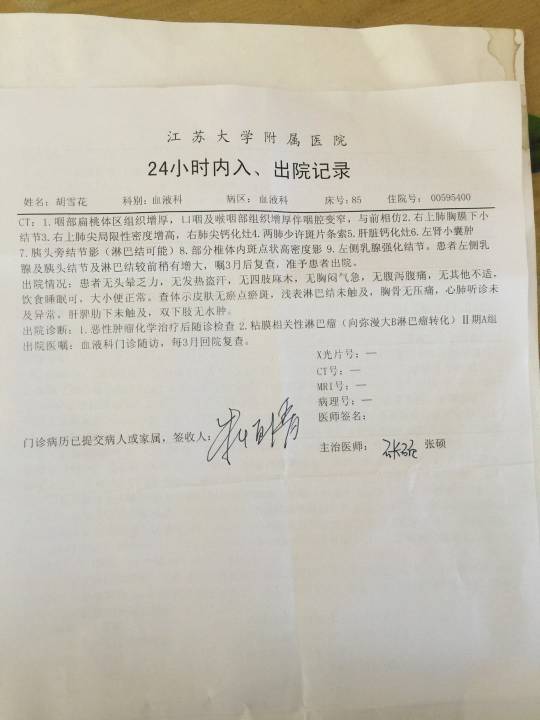 江苏大学附属医院
24小时内入、出院记录
姓名：胡雪花 科别：血液科 病区：血液科 床号：85 住院号： 00595400
CT：1.咽部扁桃体区组织增厚，口咽及喉咽部组织增厚伴咽腔变窄，与前相仿2.右上肺胸膜下小
结节3.右上肺尖局限性密度增高，右肺尖钙化灶4.两肺少许斑片条索5.肝脏钙化灶6.左肾小囊肿
7.胰头旁结节影（淋巴结可能）8.部分椎体内斑点状高密度影 9.左侧乳腺强化结节。患者左侧乳
腺及胰头结节及淋巴结较前稍有增大，嘱3月后复查，准予患者出院。
出院情况：患者无头晕乏力，无发热盗汗，无四肢麻木，无胸闷气急，无腹泻腹痛，无其他不适，
饮食睡眠可，大小便正常。查体示皮肤无瘀点瘀斑，浅表淋巴结未触及，胸骨无压痛，心肺听诊未
及异常。肝脾肋下未触及，双下肢无水肿。
出院诊断：1.恶性肿瘤化学治疗后随诊检查 2.粘膜相关性淋巴瘤（向弥漫大B淋巴瘤转化）Ⅱ期A组
出院医嘱：血液科门诊随访，每3月回院复查。
X光片号：—
CT号：—
MRI号：—
病理号：—
医师签名：
门诊病历已提交病人或家属，签收人：
主治医师： 张硕